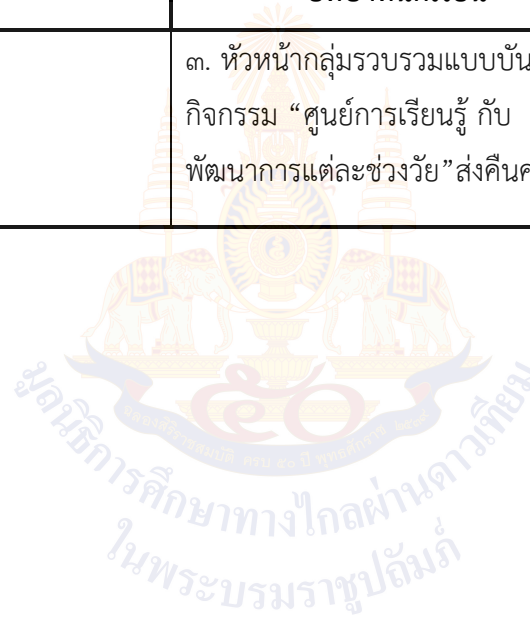 ๓. หัวหน้ากลุ่มรวบรวมแบบบัน
กิจกรรม “ศูนย์การเรียนรู้ กับ
พัฒนาการแต่ละช่วงวัย”ส่งคืนค
๕๐
มูลนิธิการศึกษาทางไกลผ่านดาวเทียม
ในพระบรมราชูปถัมภ์